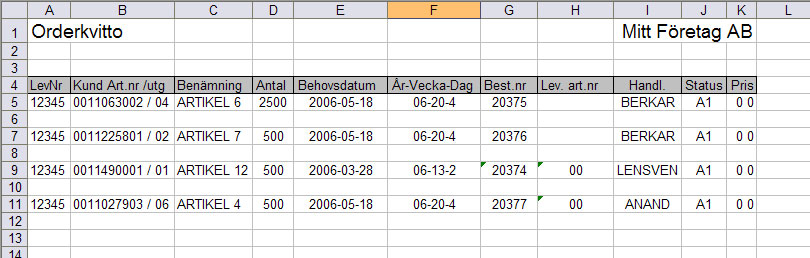 A B C D E F G H I J K L
1 Orderkvitto Mitt Företag AB
2
3
4 LevNr Kund Art.nr /utg Benämning Antal Behovsdatum År-Vecka-Dag Best.nr Lev. art.nr Handl. Status Pris
5 12345 0011063002 / 04 ARTIKEL 6 2500 2006-05-18 06-20-4 20375 BERKAR A1 0 0
6
7 12345 0011225801 / 02 ARTIKEL 7 500 2006-05-18 06-20-4 20376 BERKAR A1 0 0
8
9 12345 0011490001 / 01 ARTIKEL 12 500 2006-03-28 06-13-2 20374 00 LENSVEN A1 0 0
10
11 12345 0011027903 / 06 ARTIKEL 4 500 2006-05-18 06-20-4 20377 00 ANAND A1 0 0
12
13
14